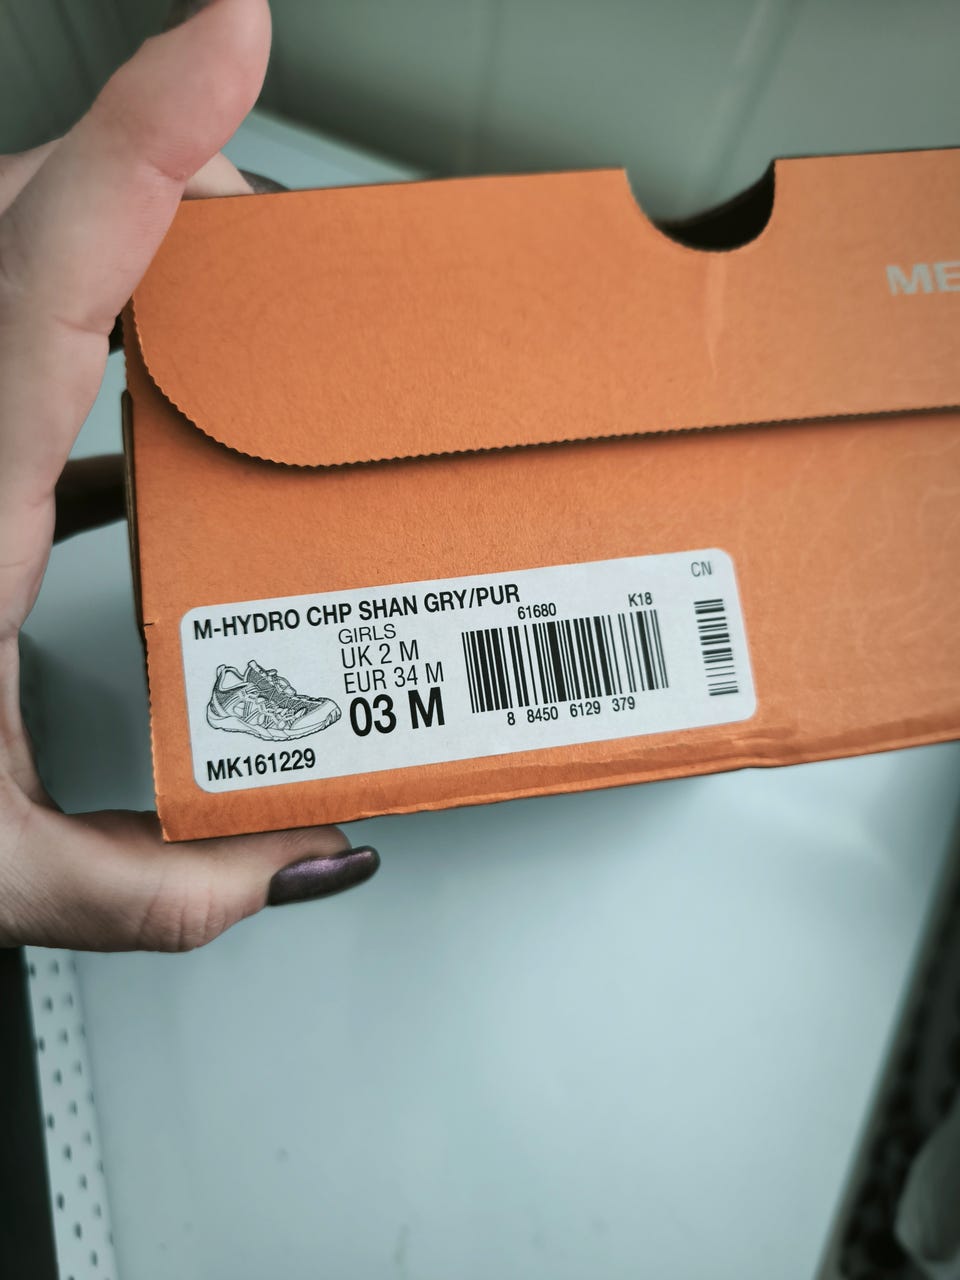 ME
CN
M-HYDRO CHP SHAN GRY/PUR
61680 K18
GIRLS
UK 2 M
EUR 34 M
03 M
8 8450 6129 379
MK161229